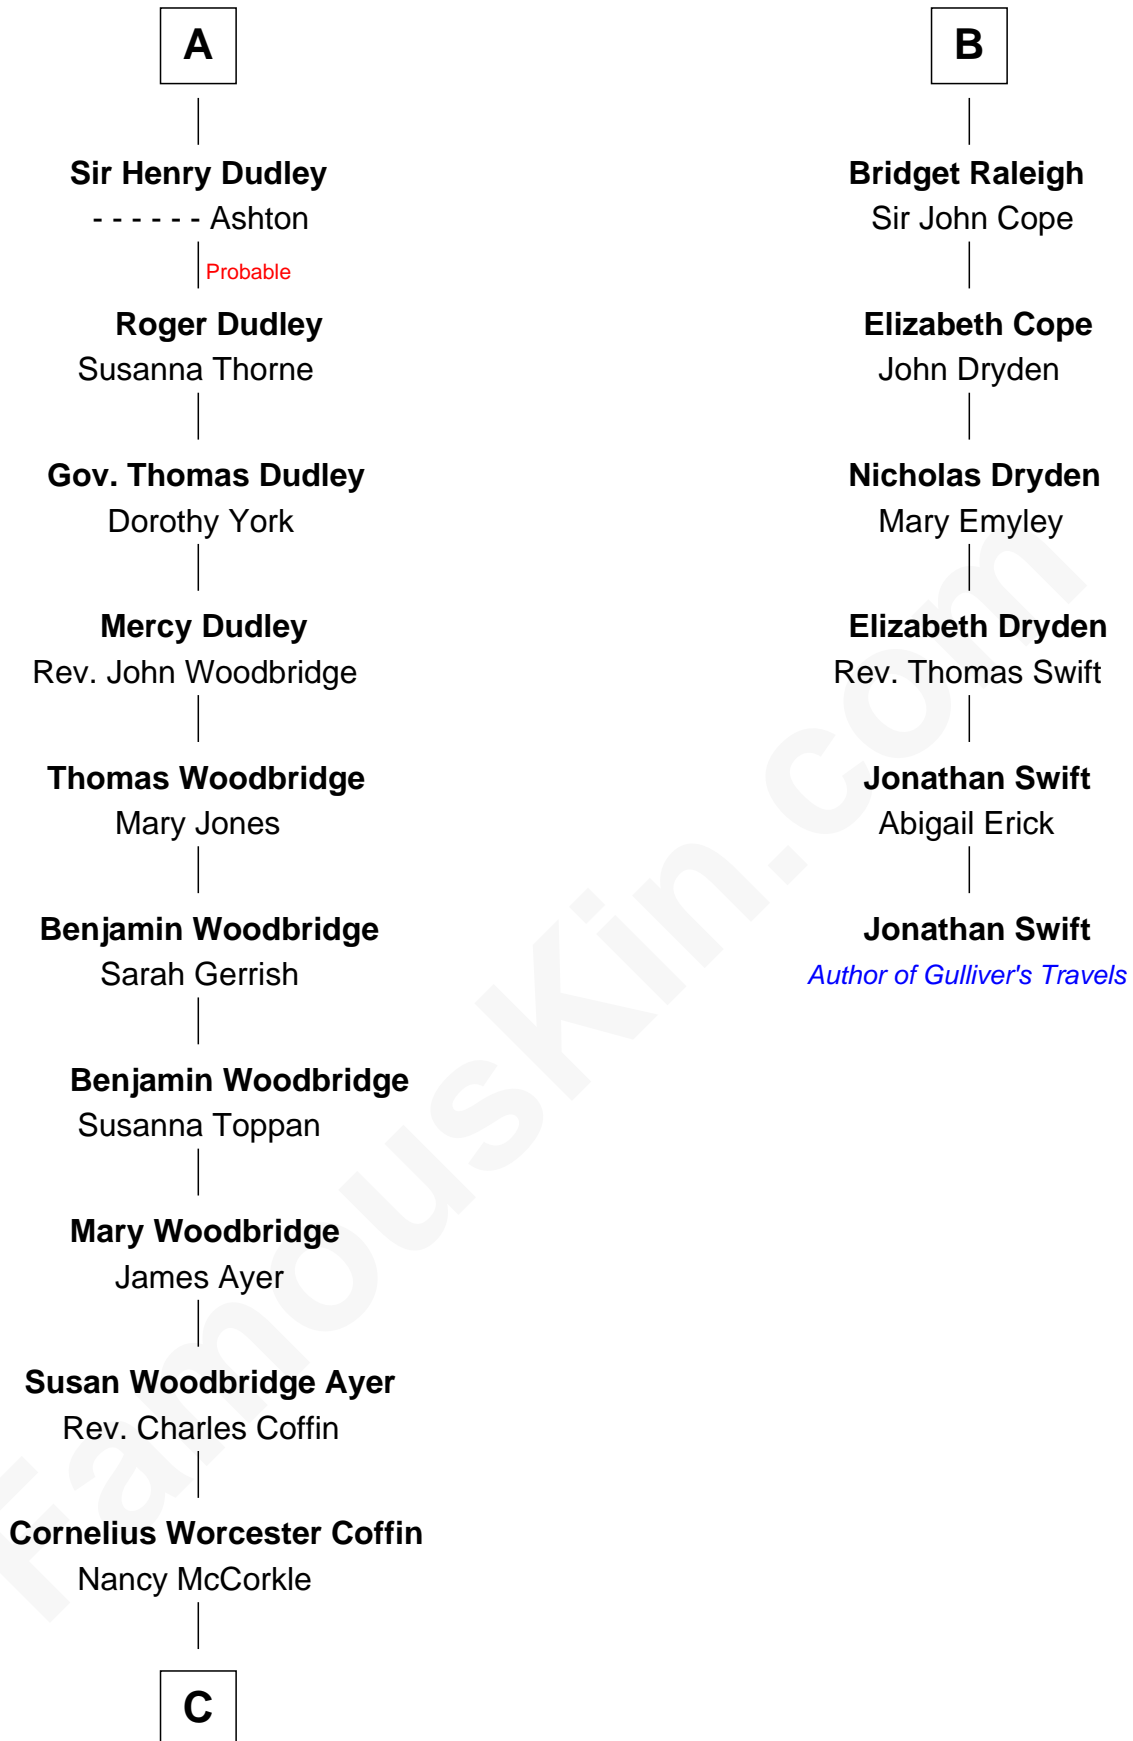 A
Sir Henry Dudley
- - - - - - Ashton
Probable
Roger Dudley
Susanna Thorne
Gov. Thomas Dudley
Dorothy York
Mercy Dudley
Rev. John Woodbridge
Thomas Woodbridge
Mary Jones
Benjamin Woodbridge
Sarah Gerrish
Benjamin Woodbridge
Susanna Toppan
Mary Woodbridge
James Ayer
Susan Woodbridge Ayer
Rev. Charles Coffin
Cornelius Worcester Coffin
Nancy McCorkle
C
B
Bridget Raleigh
Sir John Cope
Elizabeth Cope
John Dryden
Nicholas Dryden
Mary Emyley
Elizabeth Dryden
Rev. Thomas Swift
Jonathan Swift
Abigail Erick
Jonathan Swift
Author of Gulliver's Travels
FamousKin.com